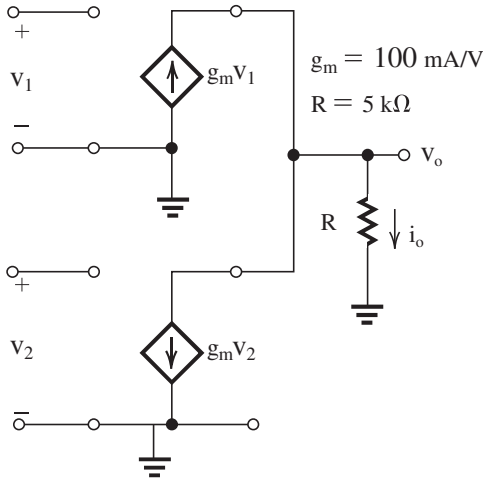 +
v₁
−
gₘv₁
gₘ = 100 mA/V
R = 5 kΩ
vₒ
R
iₒ
+
v₂
−
gₘv₂